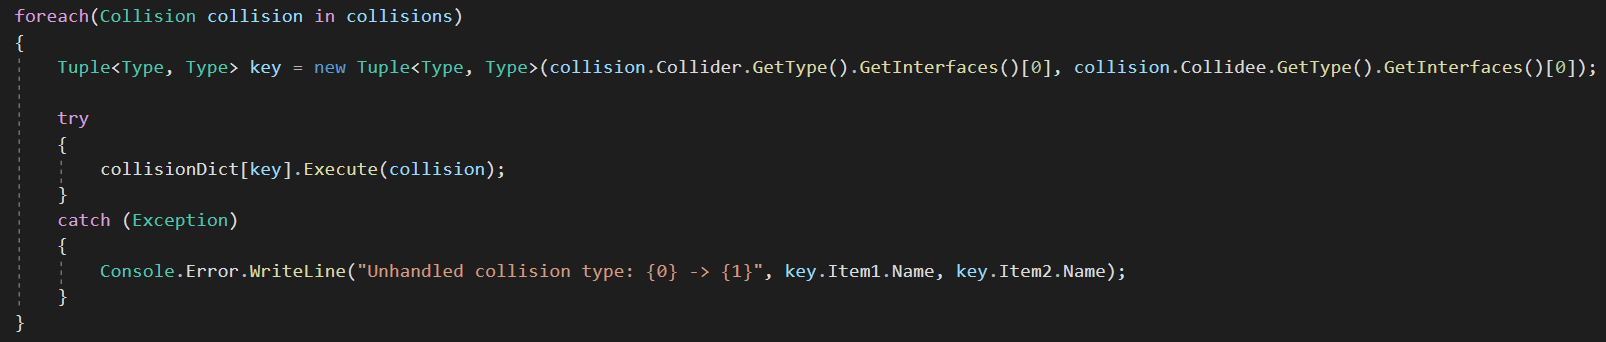 foreach(Collision collision in collisions)
{
    Tuple<Type, Type> key = new Tuple<Type, Type>(collision.Collider.GetType().GetInterfaces()[0], collision.Collidee.GetType().GetInterfaces()[0]);

    try
    {
        collisionDict[key].Execute(collision);
    }
    catch (Exception)
    {
        Console.Error.WriteLine("Unhandled collision type: {0} -> {1}", key.Item1.Name, key.Item2.Name);
    }
}